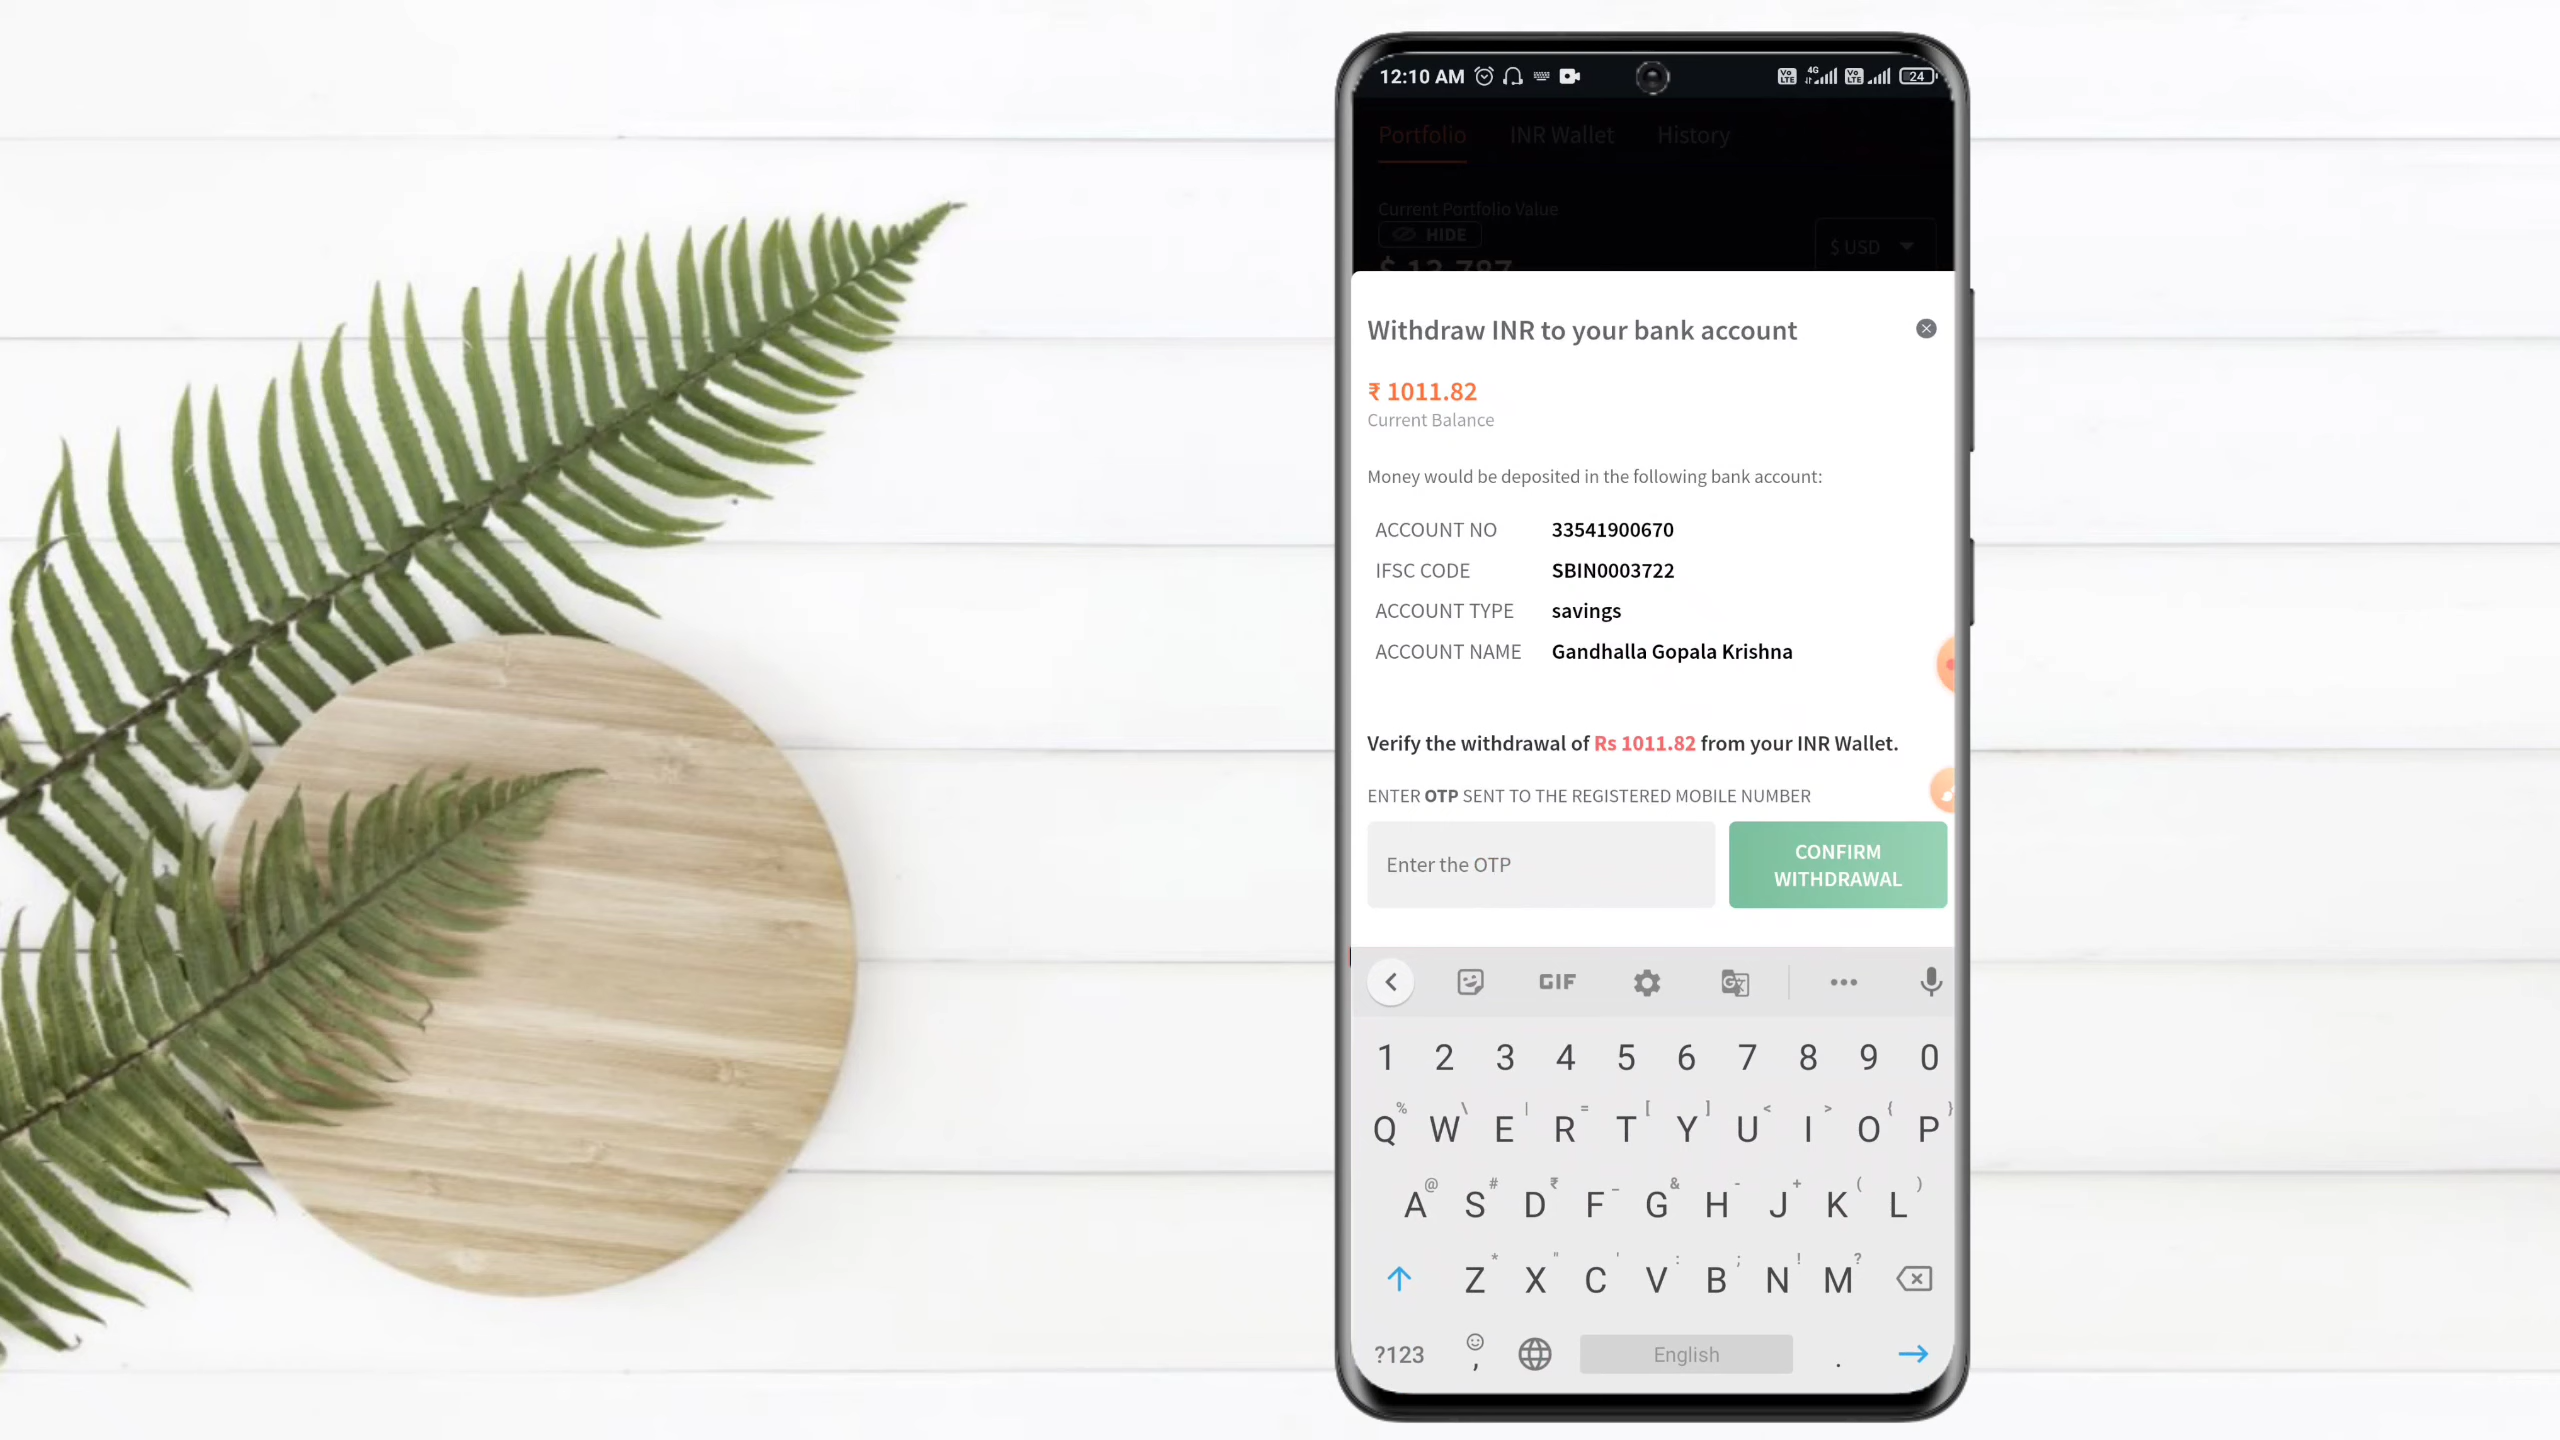 12:10 AM
4G
24
Portfolio INR Wallet History
Current Portfolio Value
HIDE
$ USD
$ 13,787
Withdraw INR to your bank account
₹ 1011.82
Current Balance
Money would be deposited in the following bank account:
ACCOUNT NO 33541900670
IFSC CODE SBIN0003722
ACCOUNT TYPE savings
ACCOUNT NAME Gandhalla Gopala Krishna
Verify the withdrawal of Rs 1011.82 from your INR Wallet.
ENTER OTP SENT TO THE REGISTERED MOBILE NUMBER
Enter the OTP
CONFIRM
WITHDRAWAL
GIF
1 2 3 4 5 6 7 8 9 0
% \ | = [ ] < > { }
Q W E R T Y U I O P
@ # ₹ _ & - + ( )
A S D F G H J K L
* " ' : ; ! ?
Z X C V B N M
?123 , English .